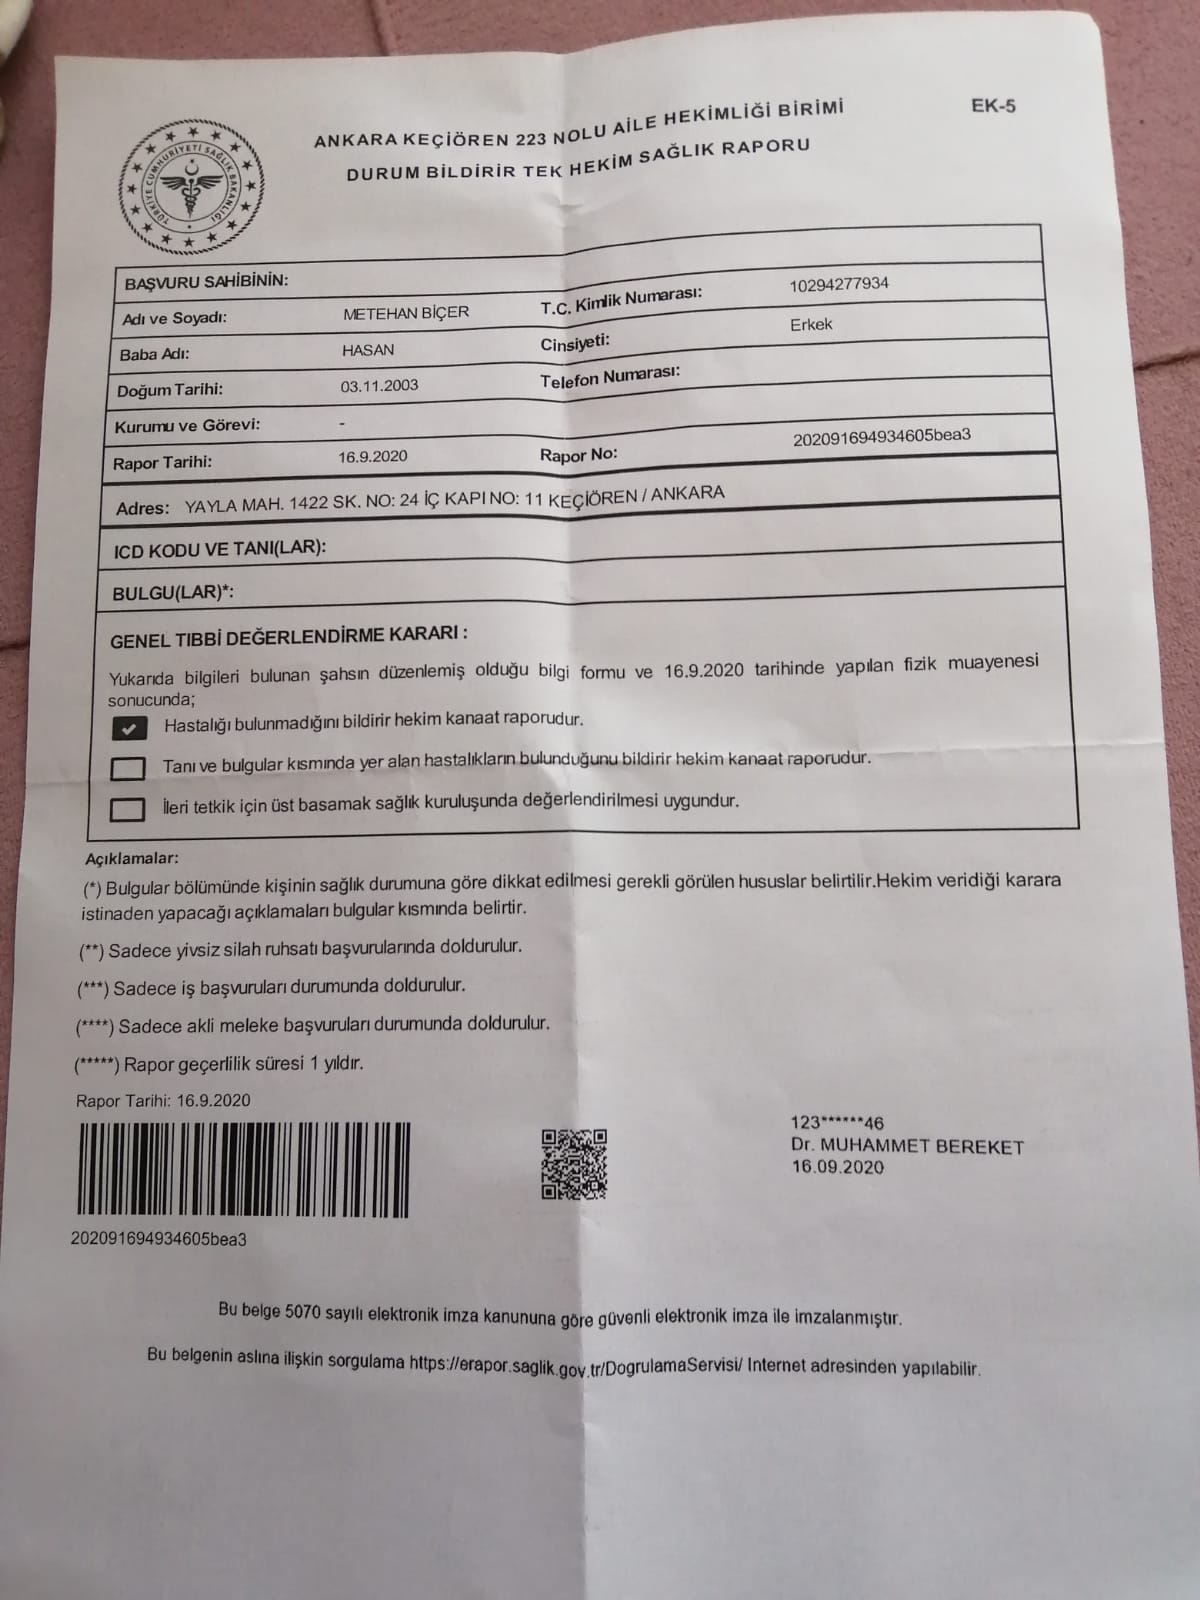 EK-5
ANKARA KEÇİÖREN 223 NOLU AİLE HEKİMLİĞİ BİRİMİ
DURUM BİLDİRİR TEK HEKİM SAĞLIK RAPORU
TÜRKİYE CUMHURİYETİ SAĞLIK BAKANLIĞI
BAŞVURU SAHİBİNİN:
Adı ve Soyadı: METEHAN BİÇER T.C. Kimlik Numarası: 10294277934
Baba Adı: HASAN Cinsiyeti: Erkek
Doğum Tarihi: 03.11.2003 Telefon Numarası:
Kurumu ve Görevi: -
Rapor Tarihi: 16.9.2020 Rapor No: 202091694934605bea3
Adres: YAYLA MAH. 1422 SK. NO: 24 İÇ KAPI NO: 11 KEÇİÖREN / ANKARA
ICD KODU VE TANI(LAR):
BULGU(LAR)*:
GENEL TIBBİ DEĞERLENDİRME KARARI :
Yukarıda bilgileri bulunan şahsın düzenlemiş olduğu bilgi formu ve 16.9.2020 tarihinde yapılan fizik muayenesi
sonucunda;
Hastalığı bulunmadığını bildirir hekim kanaat raporudur.
Tanı ve bulgular kısmında yer alan hastalıkların bulunduğunu bildirir hekim kanaat raporudur.
İleri tetkik için üst basamak sağlık kuruluşunda değerlendirilmesi uygundur.
Açıklamalar:
(*) Bulgular bölümünde kişinin sağlık durumuna göre dikkat edilmesi gerekli görülen hususlar belirtilir.Hekim veridiği karara
istinaden yapacağı açıklamaları bulgular kısmında belirtir.
(**) Sadece yivsiz silah ruhsatı başvurularında doldurulur.
(***) Sadece iş başvuruları durumunda doldurulur.
(****) Sadece akli meleke başvuruları durumunda doldurulur.
(*****) Rapor geçerlilik süresi 1 yıldır.
Rapor Tarihi: 16.9.2020
202091694934605bea3
123******46
Dr. MUHAMMET BEREKET
16.09.2020
Bu belge 5070 sayılı elektronik imza kanununa göre güvenli elektronik imza ile imzalanmıştır.
Bu belgenin aslına ilişkin sorgulama https://erapor.saglik.gov.tr/DogrulamaServisi/ Internet adresinden yapılabilir.